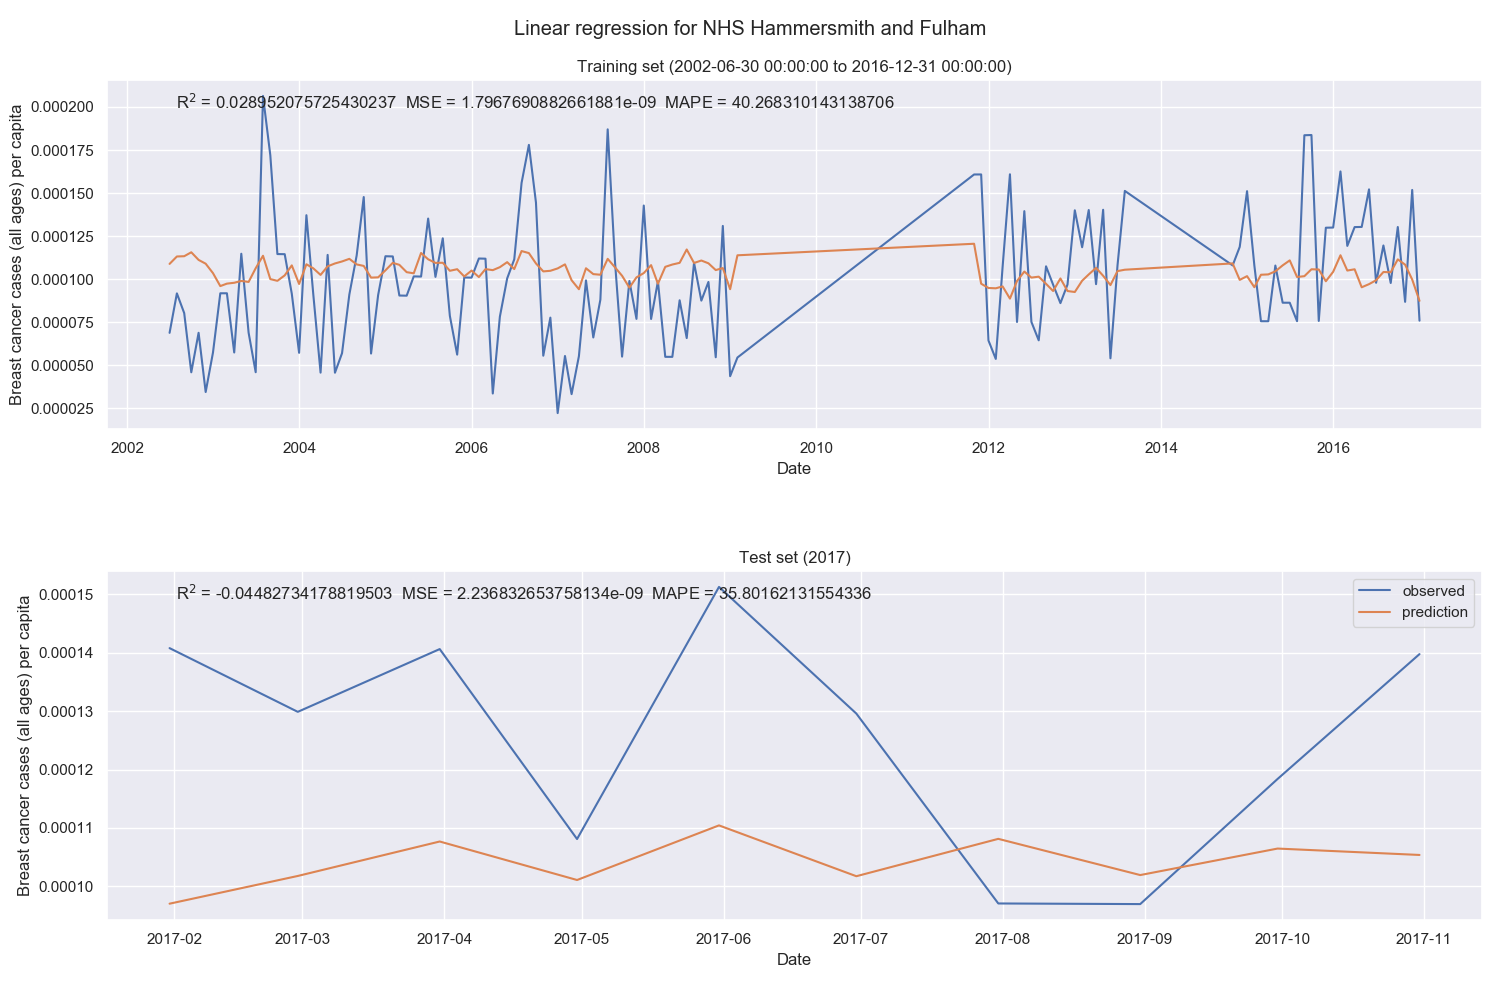 Linear regression for NHS Hammersmith and Fulham
Training set (2002-06-30 00:00:00 to 2016-12-31 00:00:00)
R² = 0.028952075725430237 MSE = 1.7967690882661881e-09 MAPE = 40.268310143138706
Breast cancer cases (all ages) per capita
0.000200
0.000175
0.000150
0.000125
0.000100
0.000075
0.000050
0.000025
2002 2004 2006 2008 2010 2012 2014 2016
Date
Test set (2017)
R² = -0.04482734178819503 MSE = 2.236832653758134e-09 MAPE = 35.80162131554336
observed
prediction
Breast cancer cases (all ages) per capita
0.00015
0.00014
0.00013
0.00012
0.00011
0.00010
2017-02 2017-03 2017-04 2017-05 2017-06 2017-07 2017-08 2017-09 2017-10 2017-11
Date